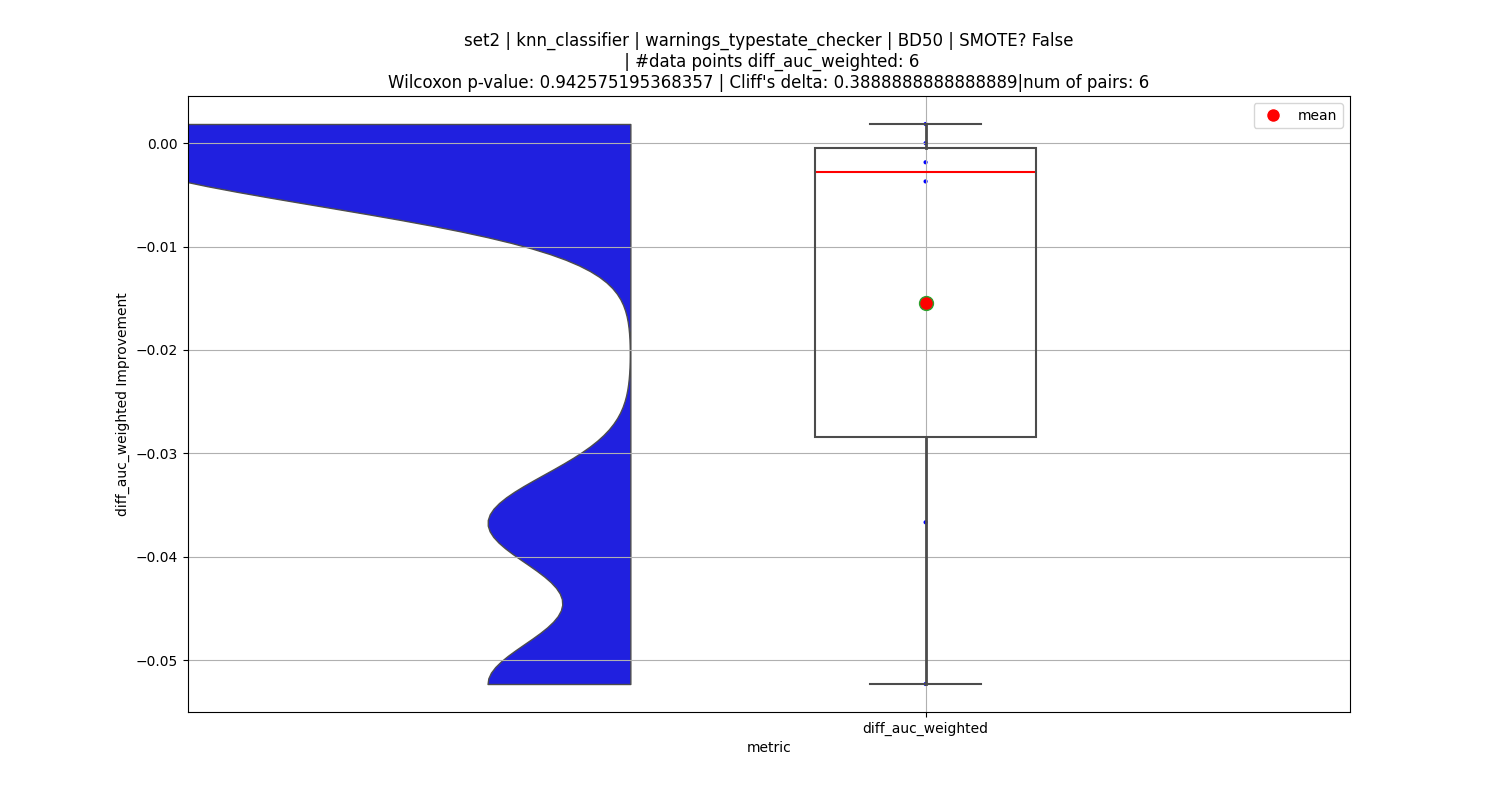 set2 | knn_classifier | warnings_typestate_checker | BD50 | SMOTE? False
| #data points diff_auc_weighted: 6
Wilcoxon p-value: 0.942575195368357 | Cliff's delta: 0.3888888888888889|num of pairs: 6
mean
0.00
−0.01
−0.02
−0.03
−0.04
−0.05
diff_auc_weighted Improvement
diff_auc_weighted
metric